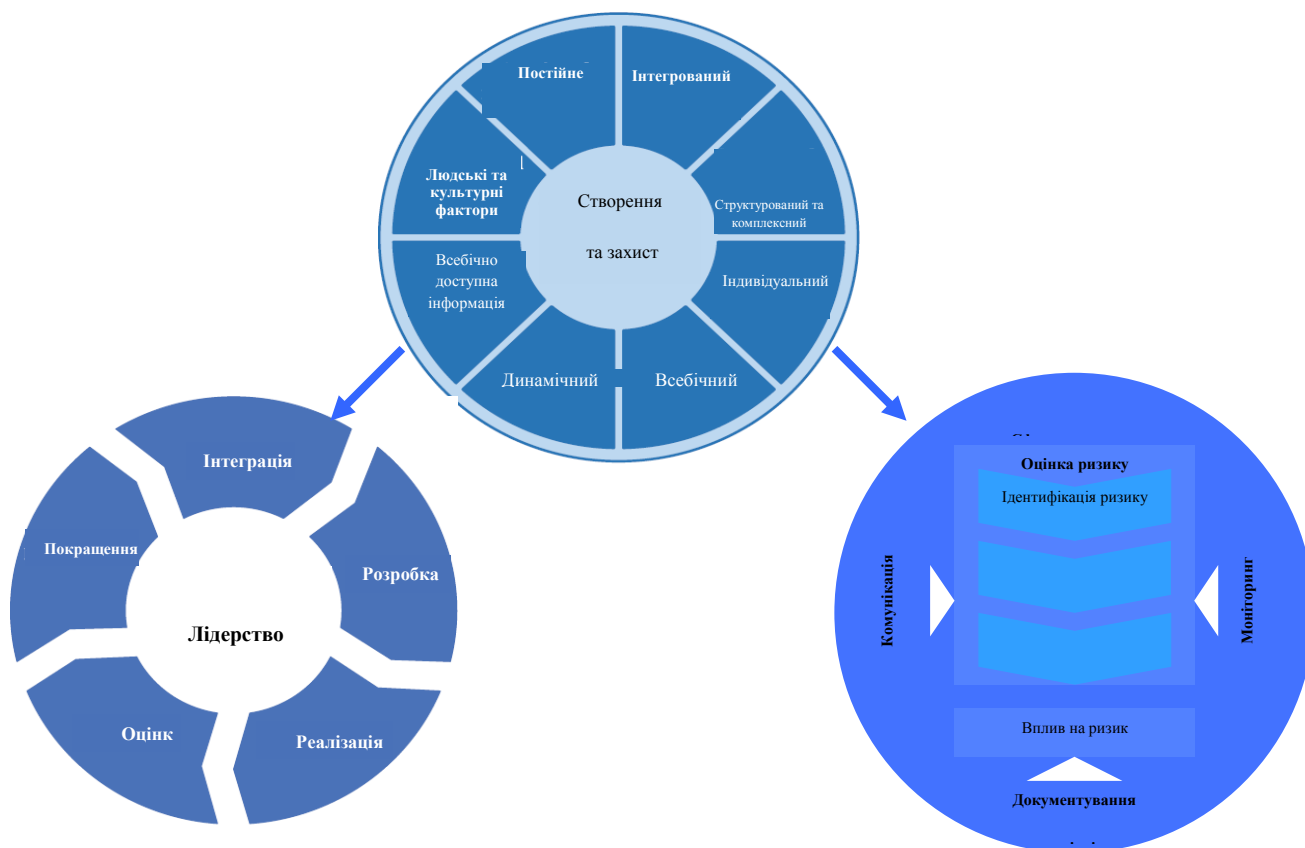 Постійне
Інтегрований
Людські та
культурні
фактори
Створення
та захист
Структурований та
комплексний
Всебічно
доступна
інформація
Індивідуальний
Динамічний
Всебічний
Інтеграція
Покращення
Розробка
Лідерство
Оцінк
Реалізація
Оцінка ризику
Ідентифікація ризику
Комунікація
Моніторинг
Вплив на ризик
Документування